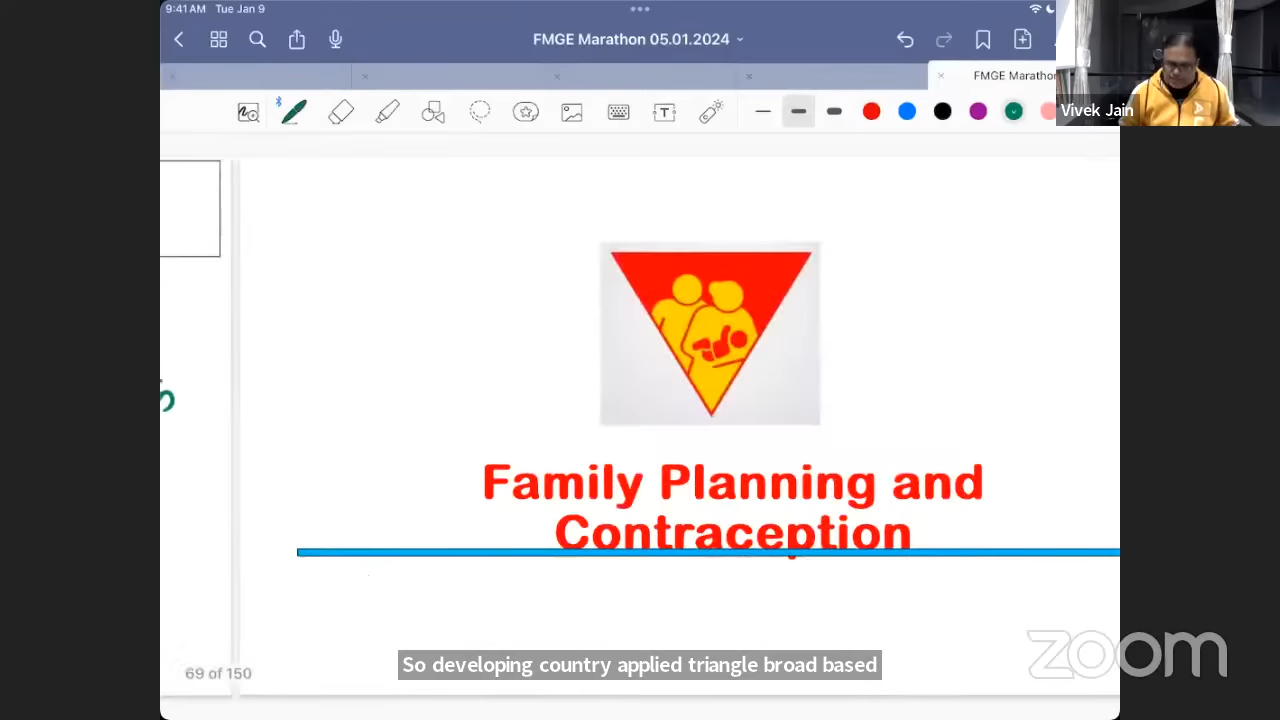 9:41 AM Tue Jan 9
FMGE Marathon 05.01.2024
FMGE Marathon
Vivek Jain
T
Family Planning and
Contraception
69 of 150
So developing country applied triangle broad based
zoom